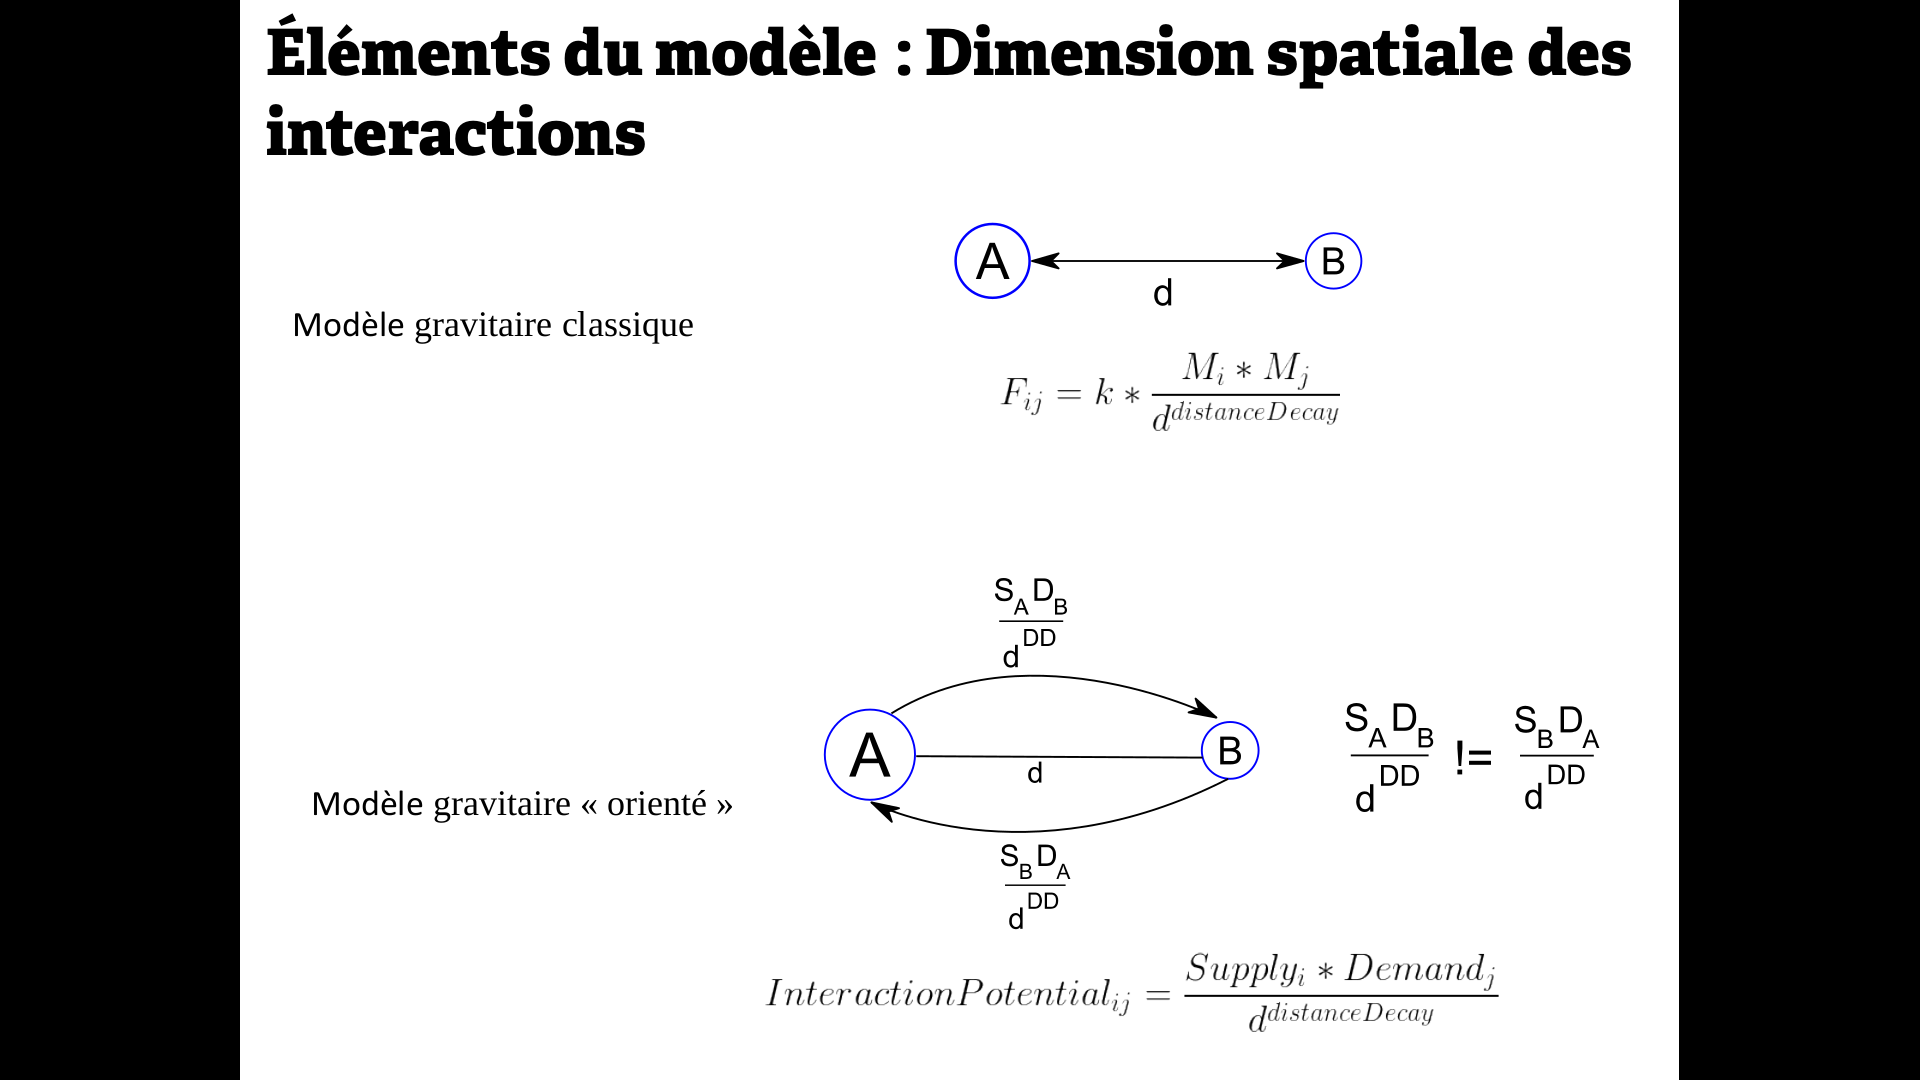 Éléments du modèle : Dimension spatiale des
interactions
A
B
d
Modèle gravitaire classique
F_{ij} = k * \frac{M_i * M_j}{d^{distanceDecay}}
\frac{S_A D_B}{d^{DD}}
A
B
d
\frac{S_A D_B}{d^{DD}} != \frac{S_B D_A}{d^{DD}}
Modèle gravitaire « orienté »
\frac{S_B D_A}{d^{DD}}
InteractionPotential_{ij} = \frac{Supply_i * Demand_j}{d^{distanceDecay}}